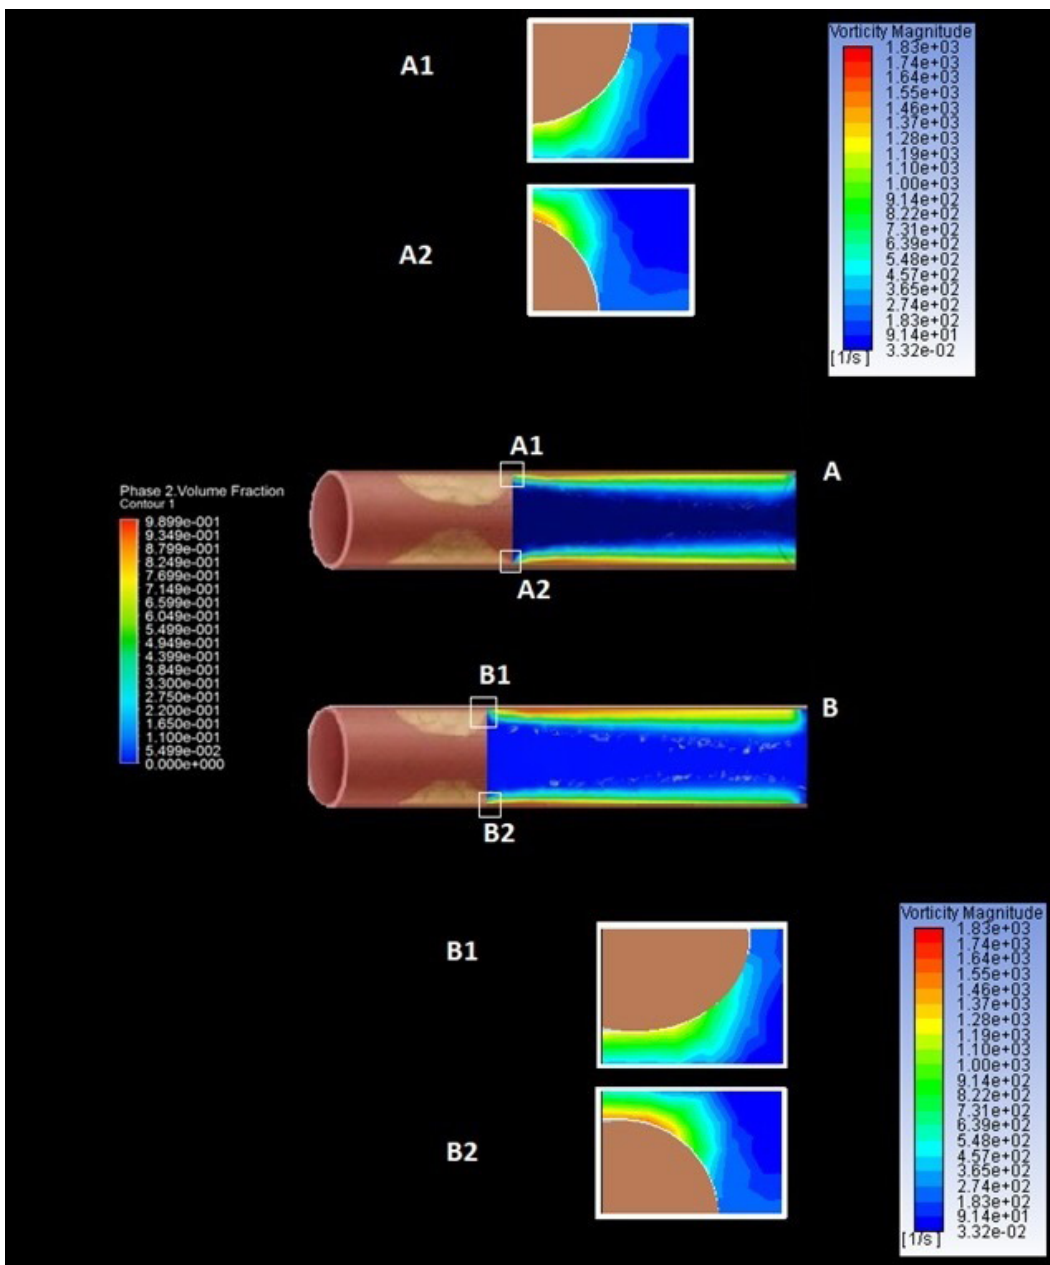 A1
Vorticity Magnitude
1.83e+03
1.74e+03
1.64e+03
1.55e+03
1.46e+03
1.37e+03
1.28e+03
1.19e+03
1.10e+03
1.00e+03
9.14e+02
8.22e+02
7.31e+02
6.39e+02
5.48e+02
4.57e+02
3.65e+02
2.74e+02
1.83e+02
9.14e+01
3.32e-02
[1/s]
A2
A1
A
A2
Phase 2.Volume Fraction
Contour 1
9.899e-001
9.349e-001
8.799e-001
8.249e-001
7.699e-001
7.149e-001
6.599e-001
6.049e-001
5.499e-001
4.949e-001
4.399e-001
3.849e-001
3.300e-001
2.750e-001
2.200e-001
1.650e-001
1.100e-001
5.499e-002
0.000e+000
B1
B
B2
B1
Vorticity Magnitude
1.83e+03
1.74e+03
1.64e+03
1.55e+03
1.46e+03
1.37e+03
1.28e+03
1.19e+03
1.10e+03
1.00e+03
9.14e+02
8.22e+02
7.31e+02
6.39e+02
5.48e+02
4.57e+02
3.65e+02
2.74e+02
1.83e+02
9.14e+01
3.32e-02
[1/s]
B2